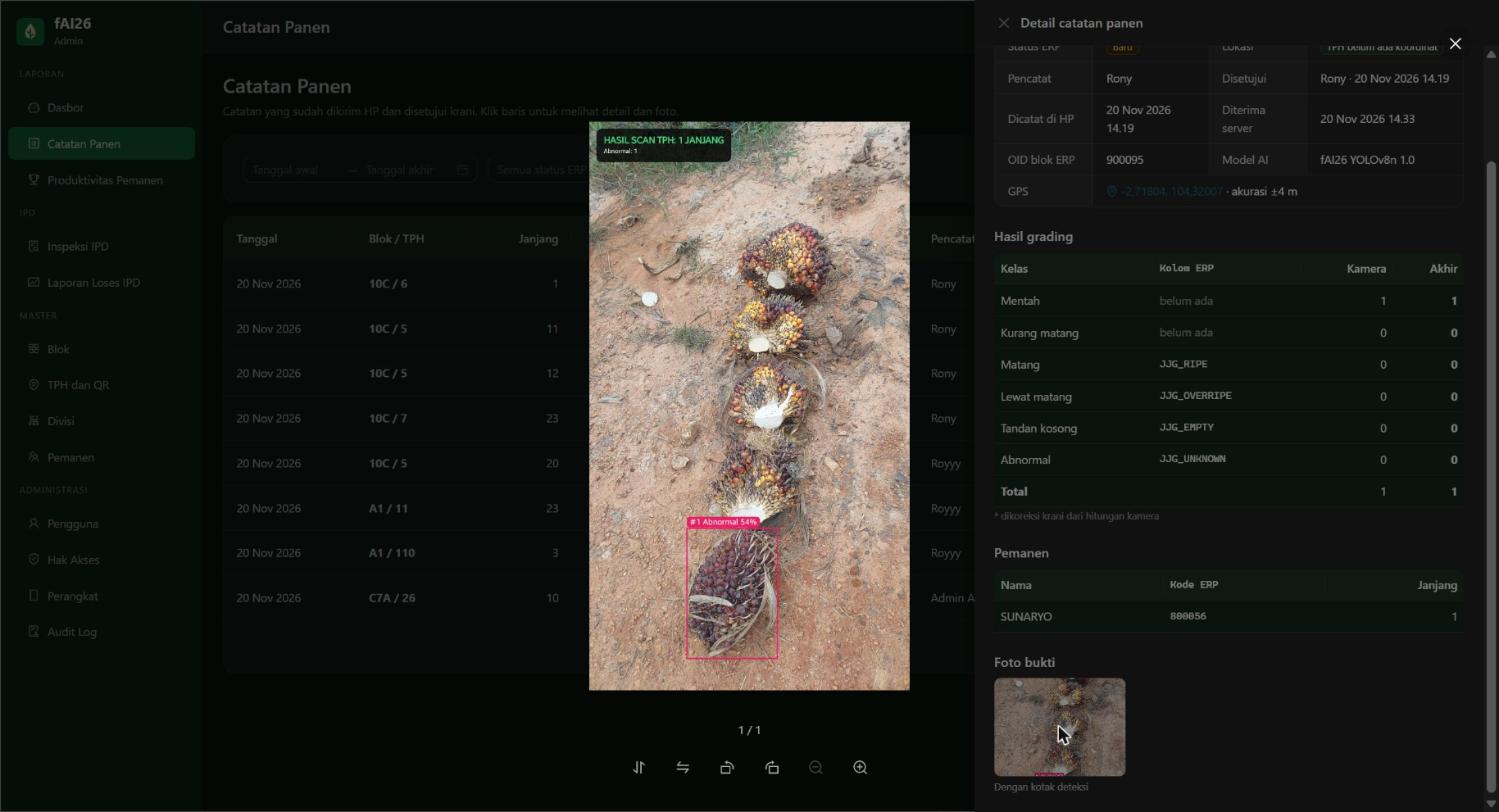 fAI26
Admin
LAPORAN
Dasbor
Catatan Panen
Produktivitas Pemanen
IPD
Inspeksi IPD
Laporan Loses IPD
MASTER
Blok
TPH dan QR
Divisi
Pemanen
ADMINISTRASI
Pengguna
Hak Akses
Perangkat
Audit Log
Catatan Panen
Catatan Panen
Catatan yang sudah dikirim HP dan disetujui krani. Klik baris untuk melihat detail dan foto.
Tanggal awal → Tanggal akhir Semua status ERP
Tanggal Blok / TPH Janjang Pencatat
20 Nov 2026 10C / 6 1 Rony
20 Nov 2026 10C / 5 11 Rony
20 Nov 2026 10C / 5 12 Rony
20 Nov 2026 10C / 7 23 Rony
20 Nov 2026 10C / 5 20 Royyy
20 Nov 2026 A1 / 11 23 Royyy
20 Nov 2026 A1 / 110 3 Royyy
20 Nov 2026 C7A / 26 10 Admin A
HASIL SCAN TPH: 1 JANJANG
Abnormal: 1
#1 Abnormal 54%
1 / 1
Detail catatan panen
Status ERP Baru Lokasi TPH belum ada koordinat
Pencatat Rony Disetujui Rony · 20 Nov 2026 14.19
Dicatat di HP 20 Nov 2026 14.19 Diterima server 20 Nov 2026 14.33
OID blok ERP 900095 Model AI fAI26 YOLOv8n 1.0
GPS -2,71804, 104,32007 · akurasi ±4 m
Hasil grading
Kelas Kolom ERP Kamera Akhir
Mentah belum ada 1 1
Kurang matang belum ada 0 0
Matang JJG_RIPE 0 0
Lewat matang JJG_OVERRIPE 0 0
Tandan kosong JJG_EMPTY 0 0
Abnormal JJG_UNKNOWN 0 0
Total 1 1
* dikoreksi krani dari hitungan kamera
Pemanen
Nama Kode ERP Janjang
SUNARYO 800056 1
Foto bukti
Dengan kotak deteksi